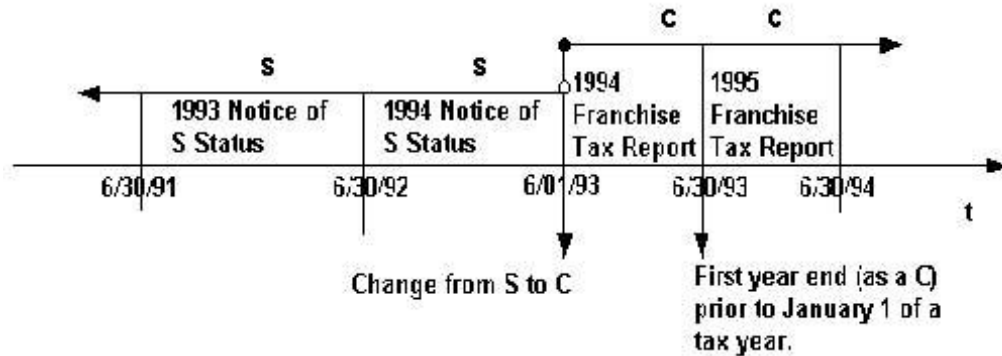 C C
S S
1993 Notice of
S Status
1994 Notice of
S Status
1994
Franchise
Tax Report
1995
Franchise
Tax Report
6/30/91 6/30/92 6/01/93 6/30/93 6/30/94
t
Change from S to C
First year end (as a C)
prior to January 1 of a
tax year.